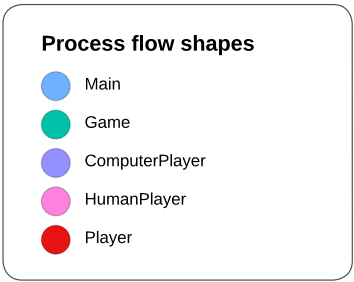 Process flow shapes
Main
Game
ComputerPlayer
HumanPlayer
Player